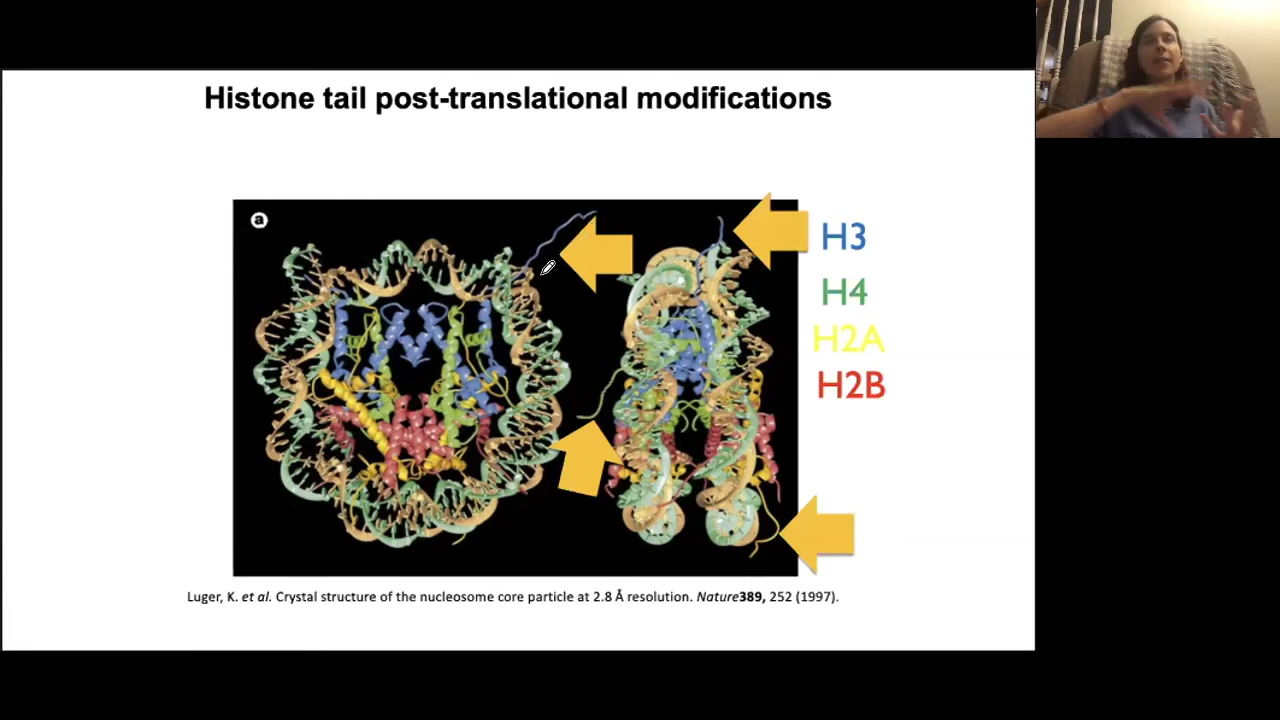 Histone tail post-translational modifications
a
H3
H4
H2A
H2B
Luger, K. et al. Crystal structure of the nucleosome core particle at 2.8 Å resolution. Nature389, 252 (1997).